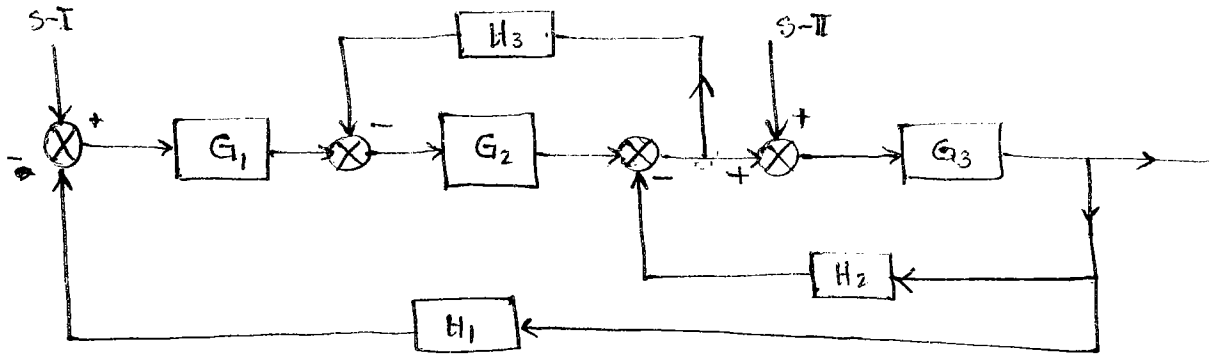 S-I
H3
S-II
+
-
+
G1
G2
-
+
G3
-
H2
H1